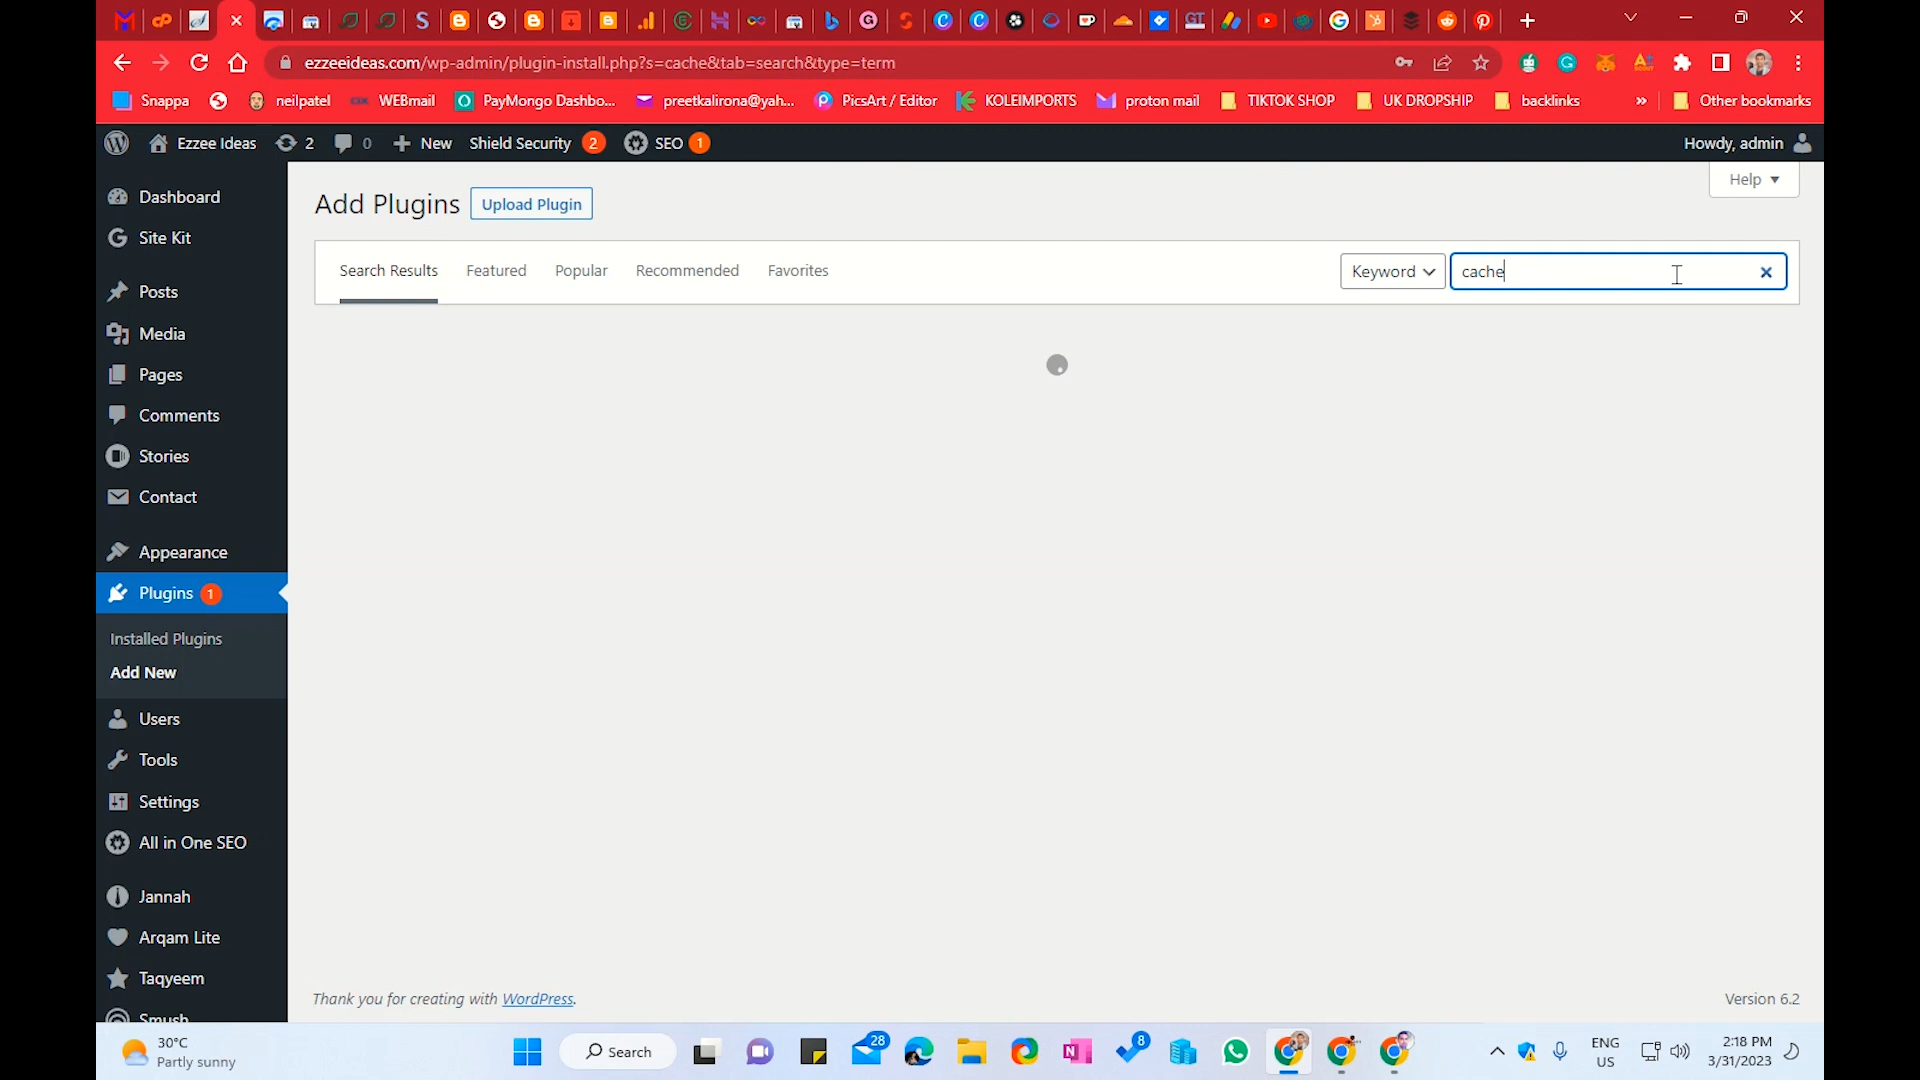 ezzeeideas.com/wp-admin/plugin-install.php?s=cache&tab=search&type=term
Snappa
neilpatel
WEBmail
PayMongo Dashbo...
preetkalirona@yah...
PicsArt / Editor
KOLEIMPORTS
proton mail
TIKTOK SHOP
UK DROPSHIP
backlinks
»
Other bookmarks
Ezzee Ideas
2
0
New
Shield Security 2
SEO 1
Howdy, admin
Help
Dashboard
Site Kit
Posts
Media
Pages
Comments
Stories
Contact
Appearance
Plugins 1
Installed Plugins
Add New
Users
Tools
Settings
All in One SEO
Jannah
Arqam Lite
Taqyeem
Smush
Add Plugins
Upload Plugin
Search Results
Featured
Popular
Recommended
Favorites
Keyword
cache
Thank you for creating with WordPress.
Version 6.2
30°C
Partly sunny
Search
28
8
ENG
US
2:18 PM
3/31/2023